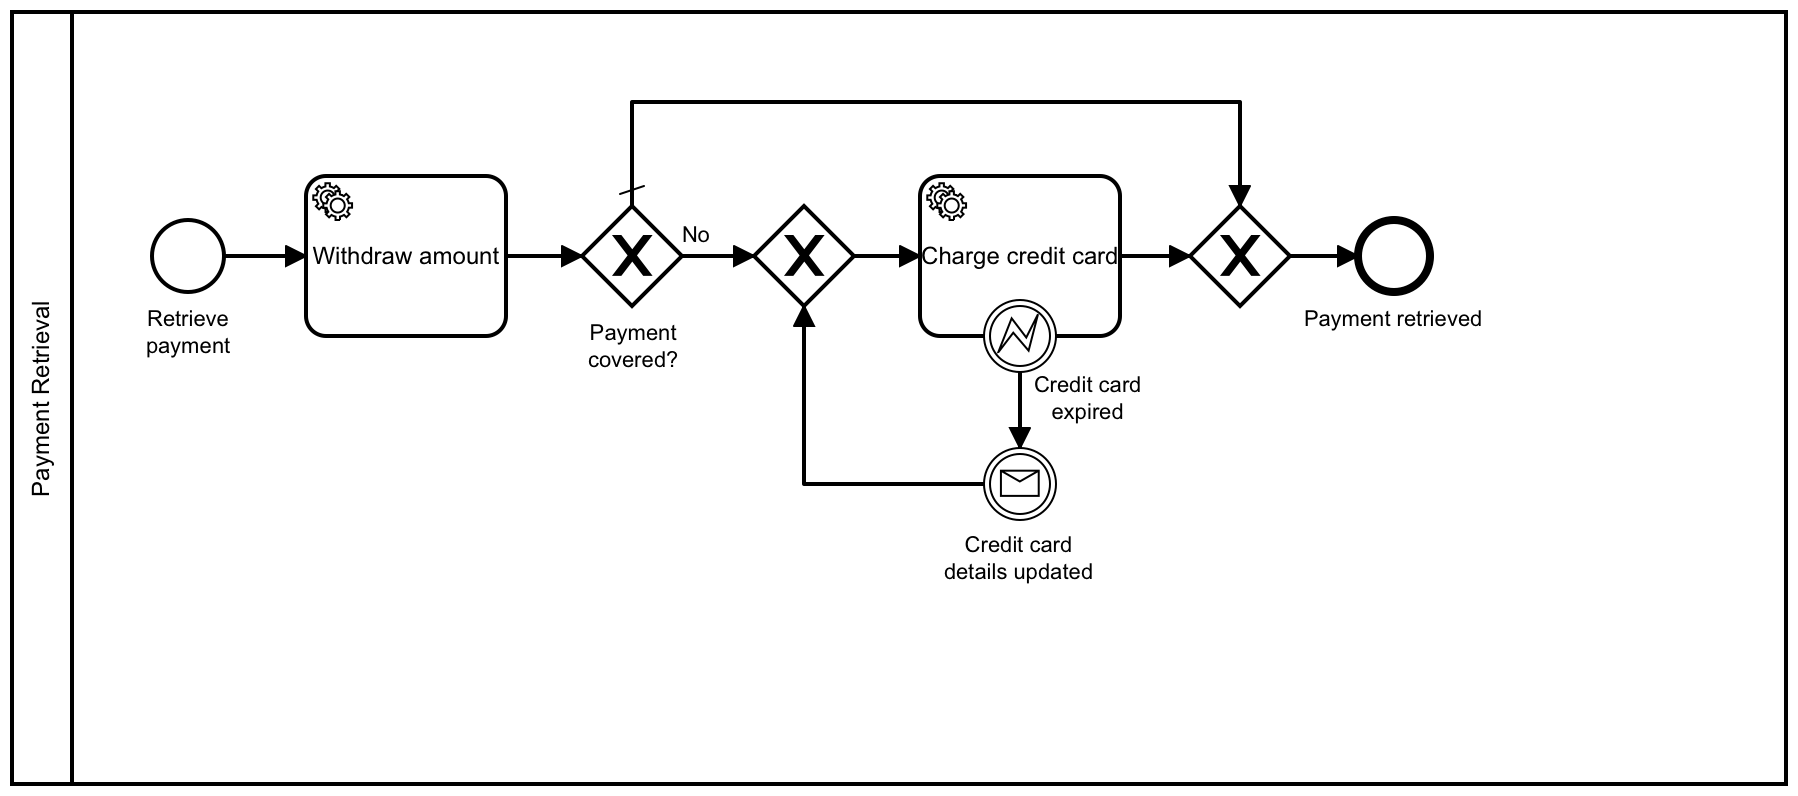 Payment Retrieval
Retrieve
payment
Withdraw amount
Payment
covered?
No
Charge credit card
Credit card
expired
Credit card
details updated
Payment retrieved